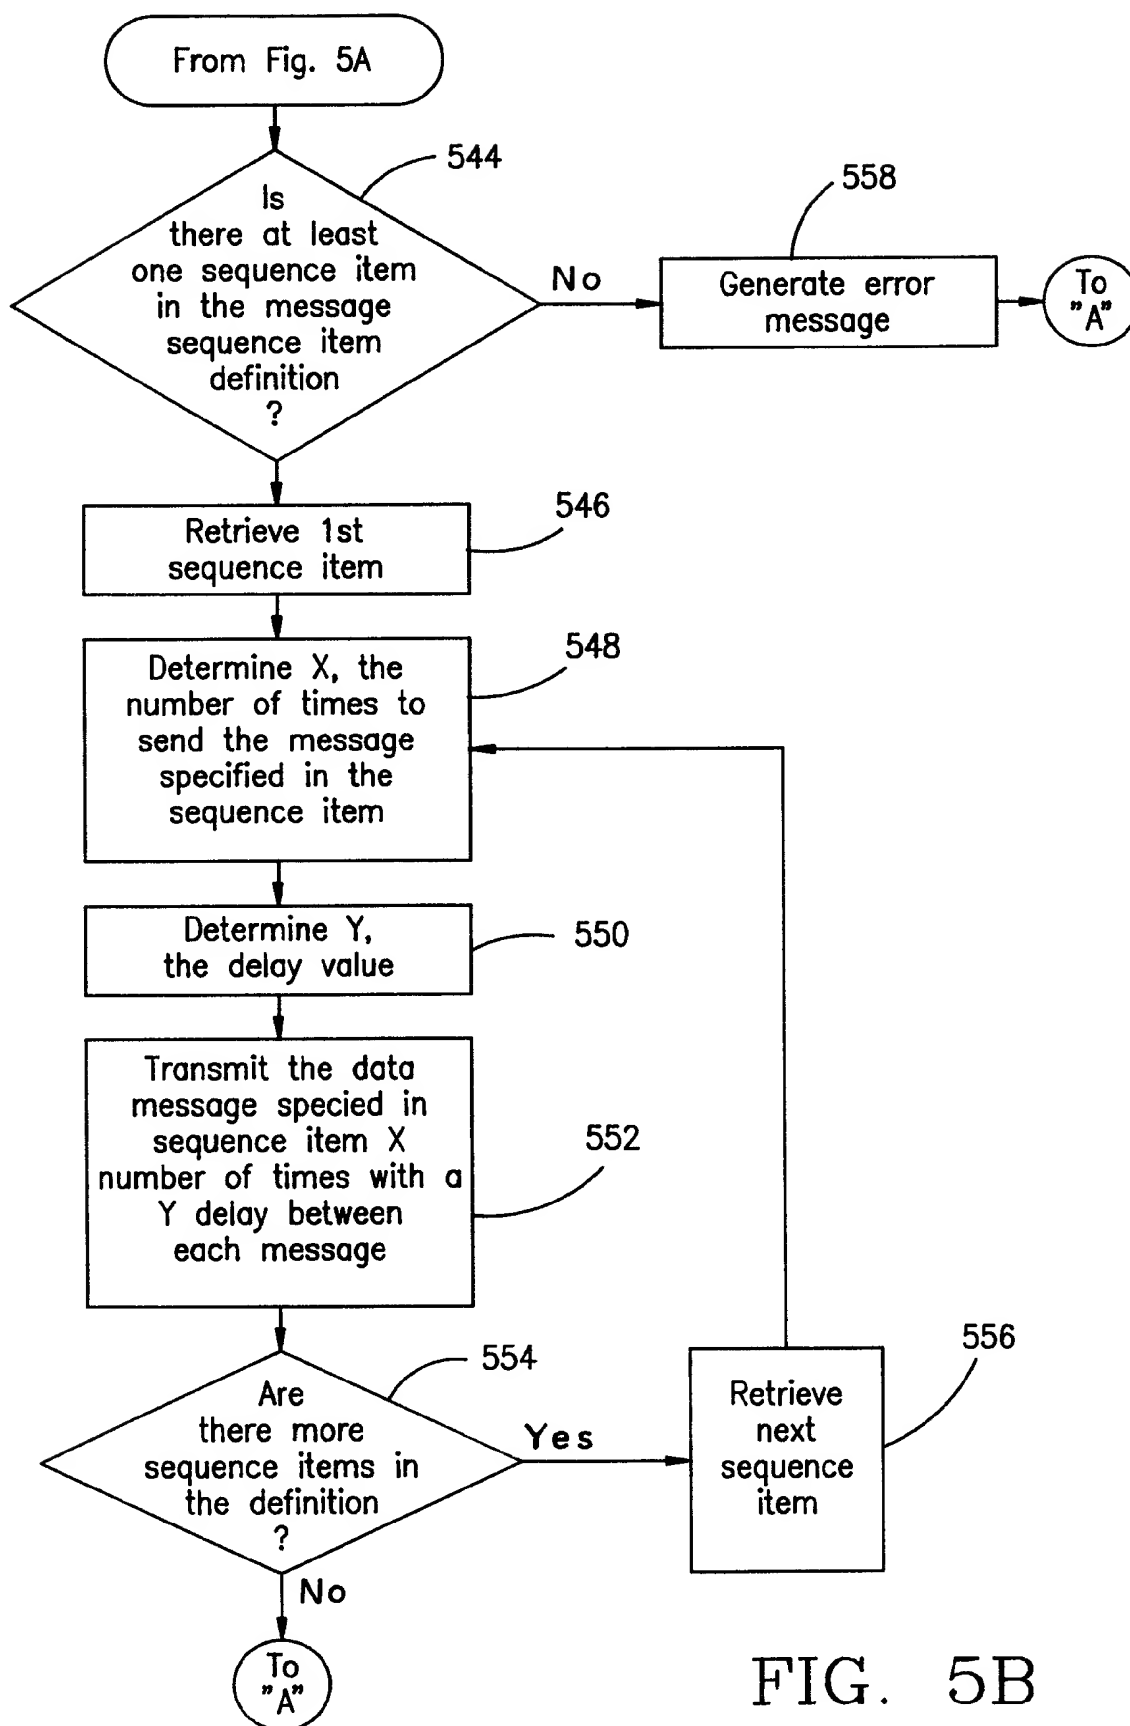 From Fig. 5A
544
Is
there at least
one sequence item
in the message
sequence item
definition
?
No
558
Generate error
message
To
"A"
546
Retrieve 1st
sequence item
548
Determine X, the
number of times to
send the message
specified in the
sequence item
550
Determine Y,
the delay value
552
Transmit the data
message specied in
sequence item X
number of times with a
Y delay between
each message
554
Are
there more
sequence items in
the definition
?
Yes
556
Retrieve
next
sequence
item
No
To
"A"
FIG. 5B